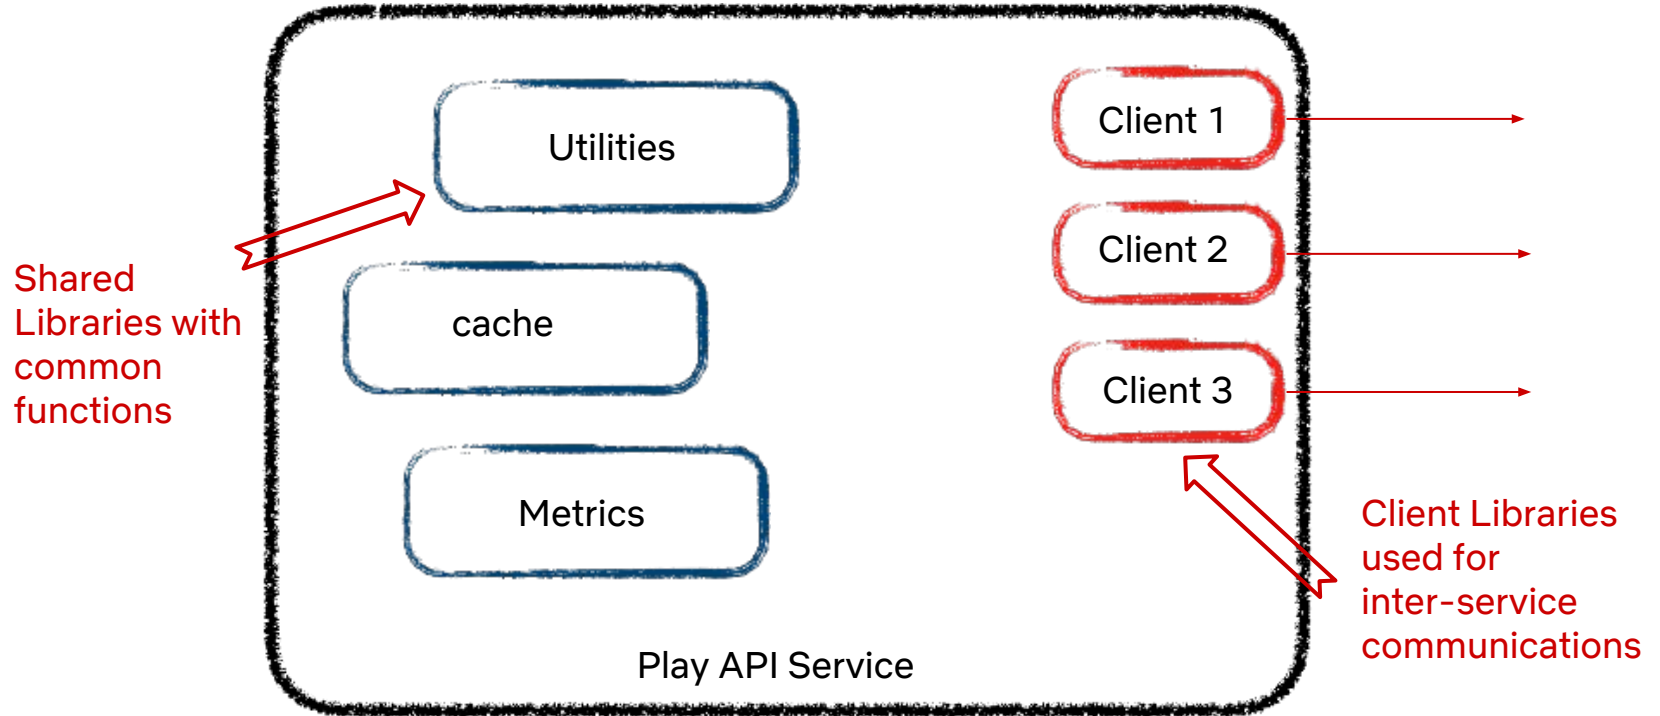 Utilities
Client 1
Client 2
Shared
Libraries with
common
functions
cache
Client 3
Metrics
Client Libraries
used for
inter-service
communications
Play API Service